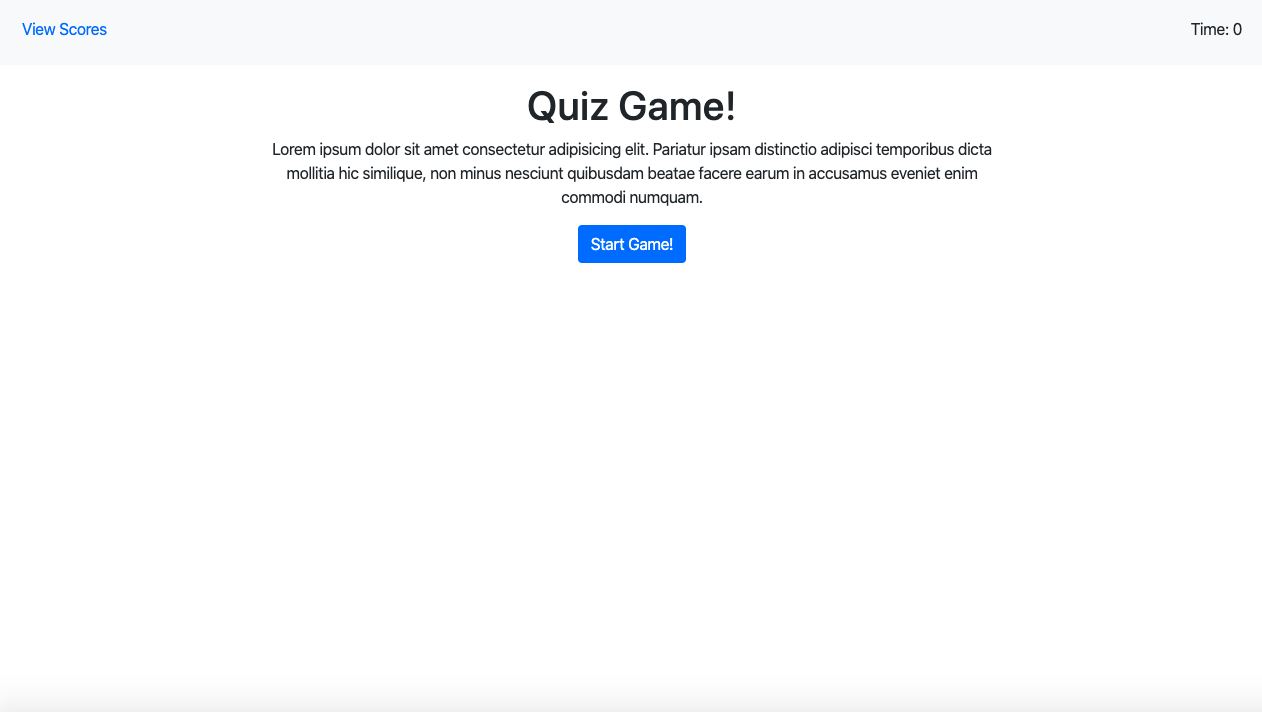 View Scores
Time: 0
Quiz Game!
Lorem ipsum dolor sit amet consectetur adipisicing elit. Pariatur ipsam distinctio adipisci temporibus dicta
mollitia hic similique, non minus nesciunt quibusdam beatae facere earum in accusamus eveniet enim
commodi numquam.
Start Game!